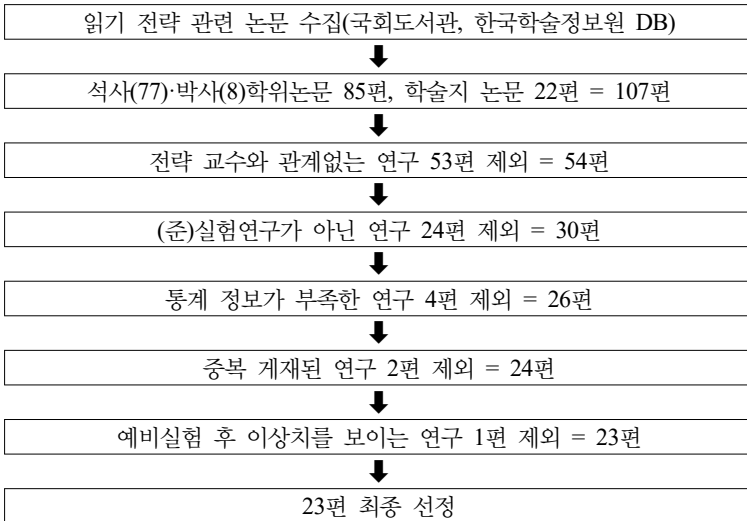 읽기 전략 관련 논문 수집(국회도서관, 한국학술정보원 DB)
석사(77)·박사(8)학위논문 85편, 학술지 논문 22편 = 107편
전략 교수와 관계없는 연구 53편 제외 = 54편
(준)실험연구가 아닌 연구 24편 제외 = 30편
통계 정보가 부족한 연구 4편 제외 = 26편
중복 게재된 연구 2편 제외 = 24편
예비실험 후 이상치를 보이는 연구 1편 제외 = 23편
23편 최종 선정